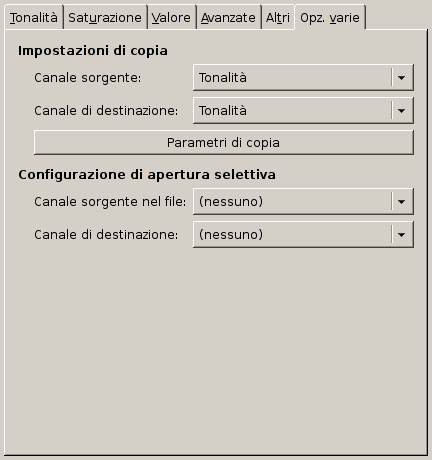 Tonalità Saturazione Valore Avanzate Altri Opz. varie
Impostazioni di copia
Canale sorgente: Tonalità
Canale di destinazione: Tonalità
Parametri di copia
Configurazione di apertura selettiva
Canale sorgente nel file: (nessuno)
Canale di destinazione: (nessuno)